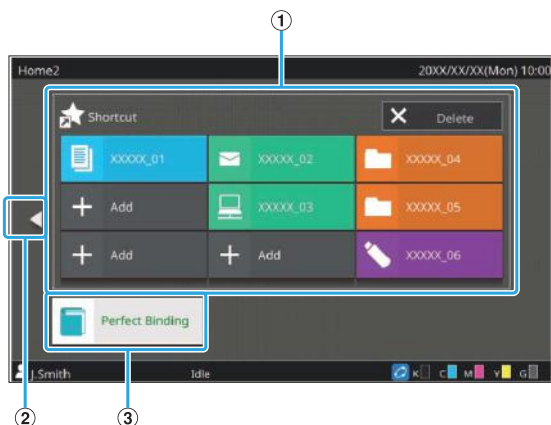 ①
Home2 20XX/XX/XX(Mon) 10:00
Shortcut Delete
XXXXX_01 XXXXX_02 XXXXX_04
Add XXXXX_03 XXXXX_05
Add Add XXXXX_06
Perfect Binding
J.Smith Idle K C M Y G
② ③